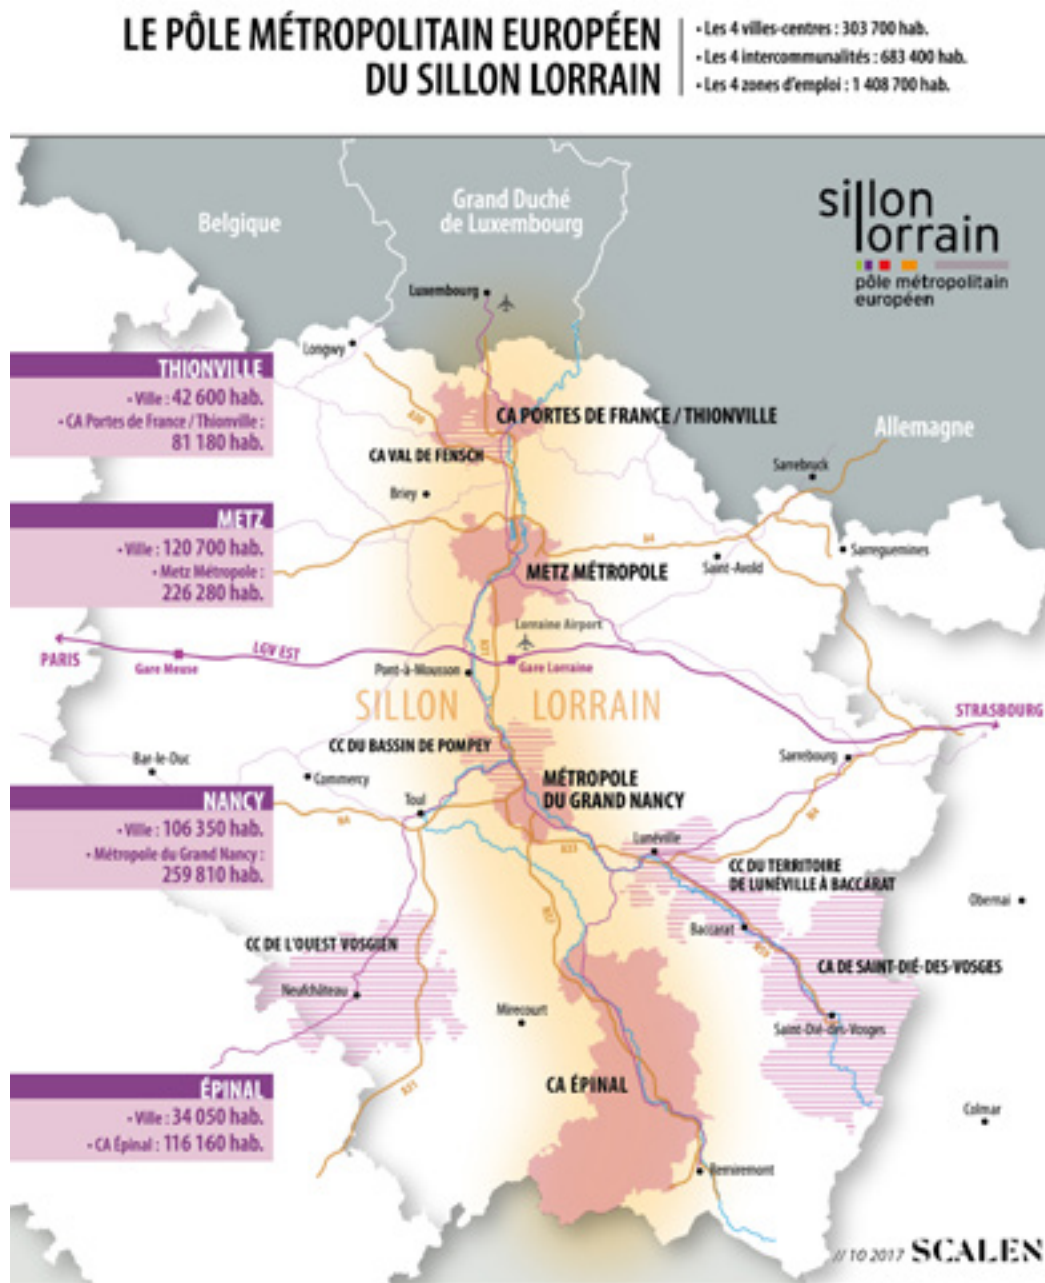 LE PÔLE MÉTROPOLITAIN EUROPÉEN
DU SILLON LORRAIN
• Les 4 villes-centres : 303 700 hab.
• Les 4 intercommunalités : 683 400 hab.
• Les 4 zones d'emploi : 1 408 700 hab.
Belgique
Grand Duché
de Luxembourg
sillon
lorrain
pôle métropolitain
européen
Luxembourg
Longwy
THIONVILLE
• Ville : 42 600 hab.
• CA Portes de France / Thionville :
81 180 hab.
A30
CA PORTES DE FRANCE / THIONVILLE
Allemagne
CA VAL DE FENSCH
Sarrebruck
Briey
METZ
• Ville : 120 700 hab.
• Metz Métropole :
226 280 hab.
A4
Sarreguemines
METZ MÉTROPOLE
Saint-Avold
Lorraine Airport
A31
PARIS
LGV EST
Gare Meuse
Pont-à-Mousson
Gare Lorraine
SILLON LORRAIN
STRASBOURG
CC DU BASSIN DE POMPEY
Bar-le-Duc
Commercy
Sarrebourg
MÉTROPOLE
DU GRAND NANCY
NANCY
• Ville : 106 350 hab.
• Métropole du Grand Nancy :
259 810 hab.
Toul
N4
N4
Lunéville
A33
CC DU TERRITOIRE
DE LUNÉVILLE À BACCARAT
Obernai
Baccarat
CC DE L'OUEST VOSGIEN
CA DE SAINT-DIÉ-DES-VOSGES
Neufchâteau
Mirecourt
Saint-Dié-des-Vosges
CA ÉPINAL
A31
ÉPINAL
• Ville : 34 050 hab.
• CA Épinal : 116 160 hab.
Colmar
Remiremont
// 10 2017 SCALEN